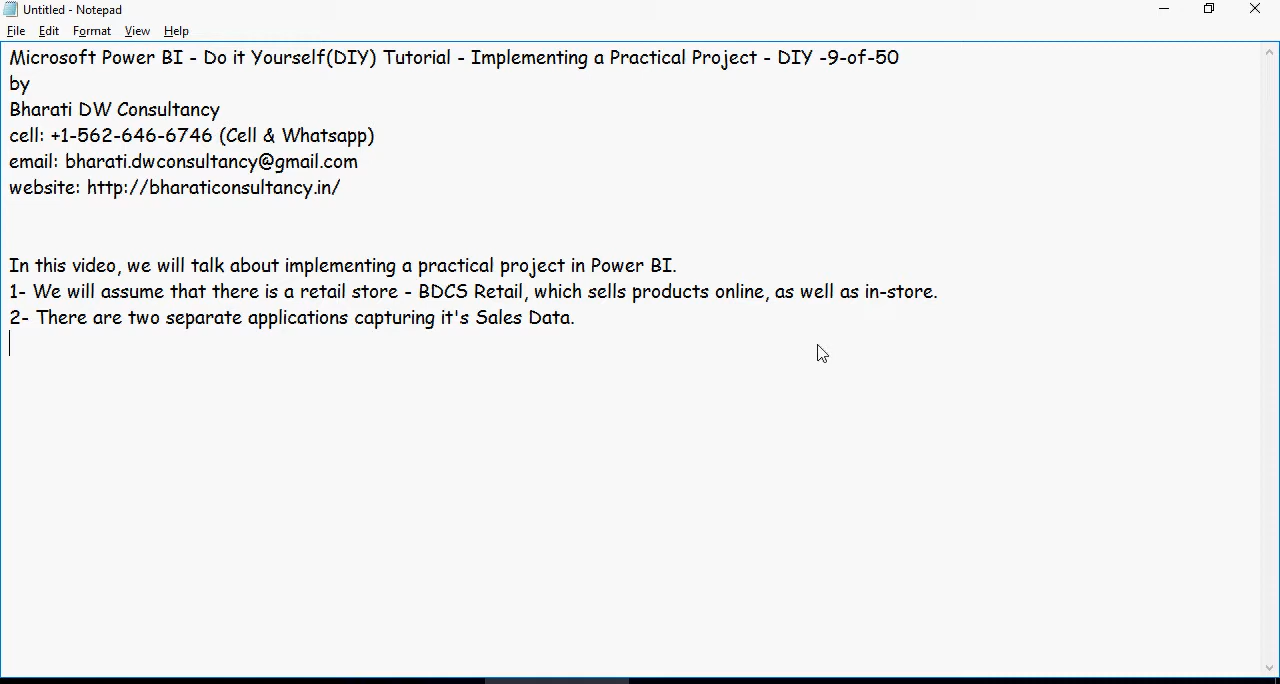 Untitled - Notepad
File Edit Format View Help
Microsoft Power BI - Do it Yourself(DIY) Tutorial - Implementing a Practical Project - DIY -9-of-50
by
Bharati DW Consultancy
cell: +1-562-646-6746 (Cell & Whatsapp)
email: bharati.dwconsultancy@gmail.com
website: http://bharaticonsultancy.in/
In this video, we will talk about implementing a practical project in Power BI.
1- We will assume that there is a retail store - BDCS Retail, which sells products online, as well as in-store.
2- There are two separate applications capturing it's Sales Data.